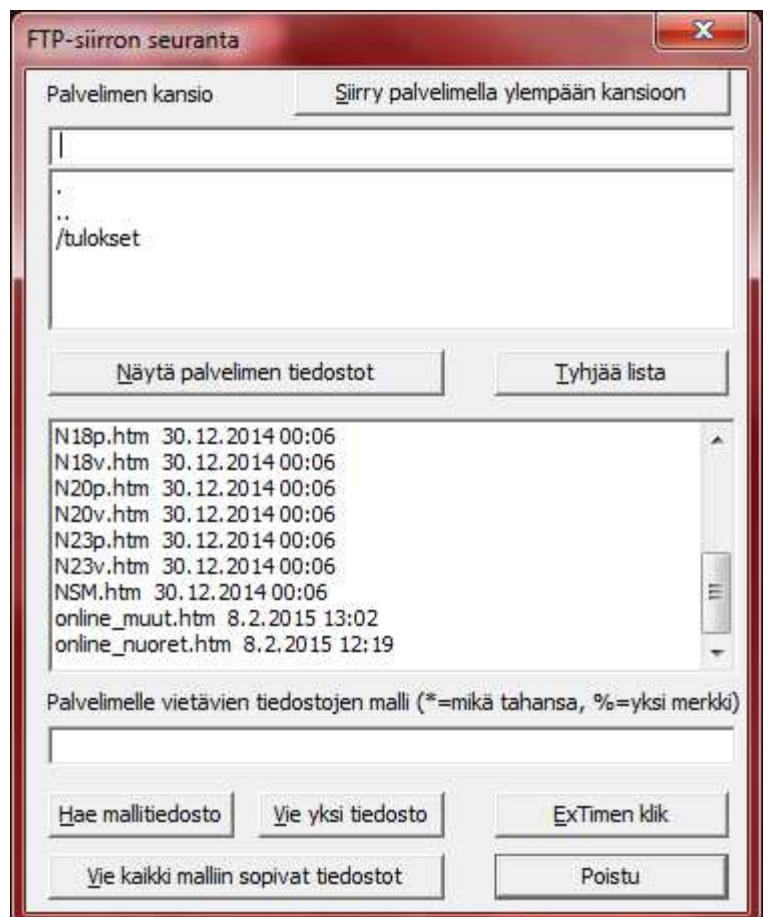 FTP-siirron seuranta
Palvelimen kansio
Siirry palvelimella ylempään kansioon
.
..
/tulokset
Näytä palvelimen tiedostot
Tyhjää lista
N18p.htm 30.12.2014 00:06
N18v.htm 30.12.2014 00:06
N20p.htm 30.12.2014 00:06
N20v.htm 30.12.2014 00:06
N23p.htm 30.12.2014 00:06
N23v.htm 30.12.2014 00:06
NSM.htm 30.12.2014 00:06
online_muut.htm 8.2.2015 13:02
online_nuoret.htm 8.2.2015 12:19
Palvelimelle vietävien tiedostojen malli (*=mikä tahansa, %=yksi merkki)
Hae mallitiedosto
Vie yksi tiedosto
ExTimen klik
Vie kaikki malliin sopivat tiedostot
Poistu